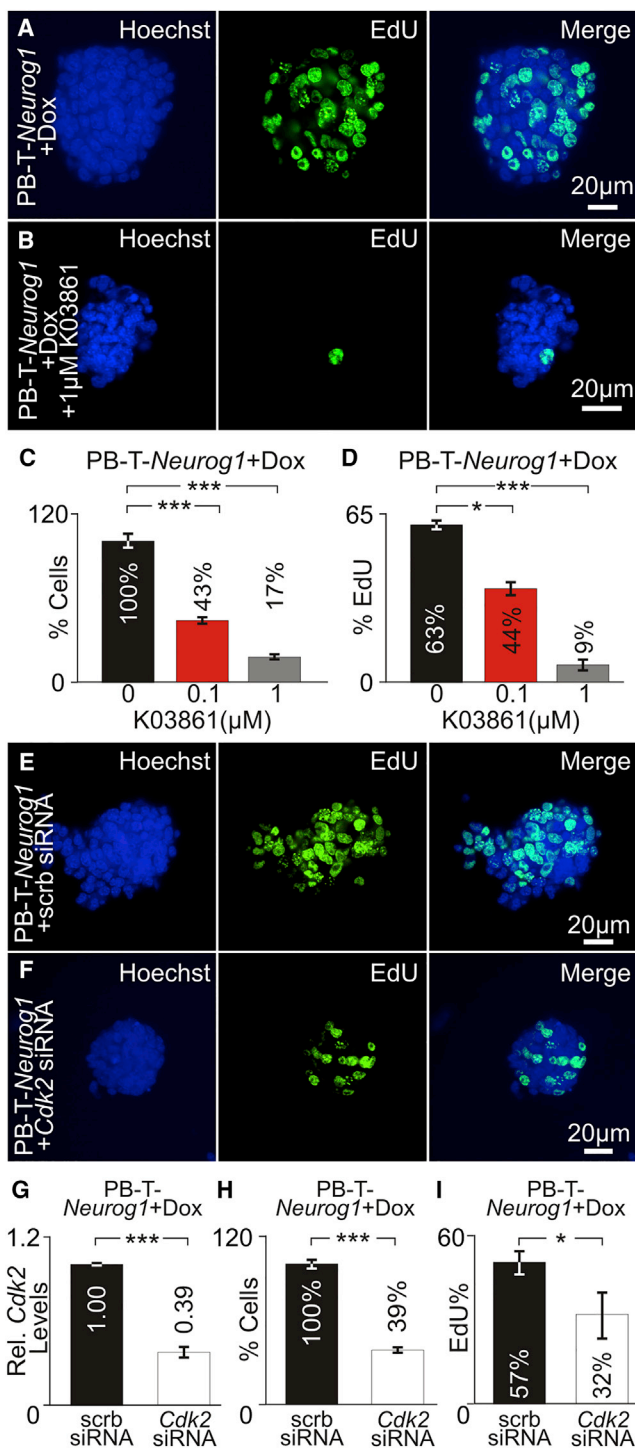 A
PB-T-Neurog1
+Dox
Hoechst
EdU
Merge
20µm
B
PB-T-Neurog1
+Dox
+1µM K03861
Hoechst
EdU
Merge
20µm
C
PB-T-Neurog1+Dox
***
***
120
% Cells
0
100%
43%
17%
0
0.1
1
K03861(µM)
D
PB-T-Neurog1+Dox
***
*
65
% EdU
0
63%
44%
9%
0
0.1
1
K03861(µM)
E
PB-T-Neurog1
+scrb siRNA
Hoechst
EdU
Merge
20µm
F
PB-T-Neurog1
+Cdk2 siRNA
Hoechst
EdU
Merge
20µm
G
PB-T-
Neurog1+Dox
***
1.2
Rel. Cdk2
Levels
0
1.00
0.39
scrb
siRNA
Cdk2
siRNA
H
PB-T-
Neurog1+Dox
***
120
% Cells
0
100%
39%
scrb
siRNA
Cdk2
siRNA
I
PB-T-
Neurog1+Dox
*
60
EdU%
0
57%
32%
scrb
siRNA
Cdk2
siRNA